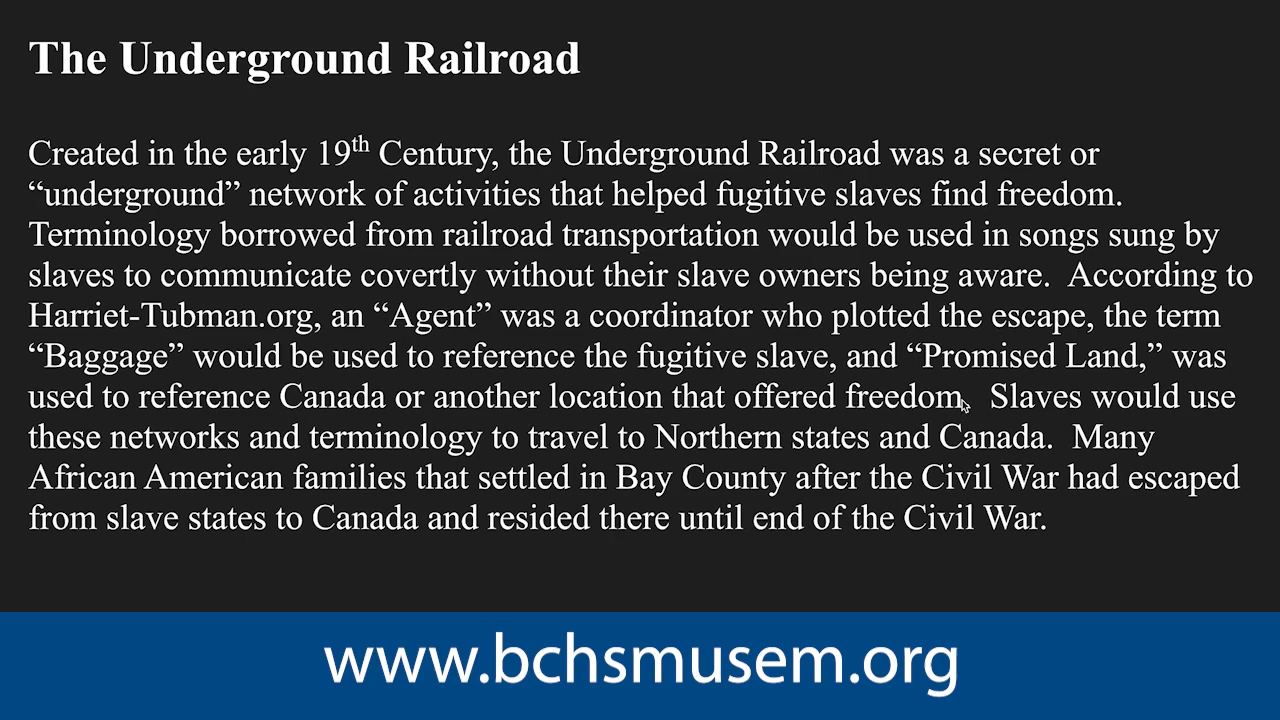 The Underground Railroad
Created in the early 19th Century, the Underground Railroad was a secret or
“underground” network of activities that helped fugitive slaves find freedom.
Terminology borrowed from railroad transportation would be used in songs sung by
slaves to communicate covertly without their slave owners being aware.  According to
Harriet-Tubman.org, an “Agent” was a coordinator who plotted the escape, the term
“Baggage” would be used to reference the fugitive slave, and “Promised Land,” was
used to reference Canada or another location that offered freedom.  Slaves would use
these networks and terminology to travel to Northern states and Canada.  Many
African American families that settled in Bay County after the Civil War had escaped
from slave states to Canada and resided there until end of the Civil War.
www.bchsmusem.org